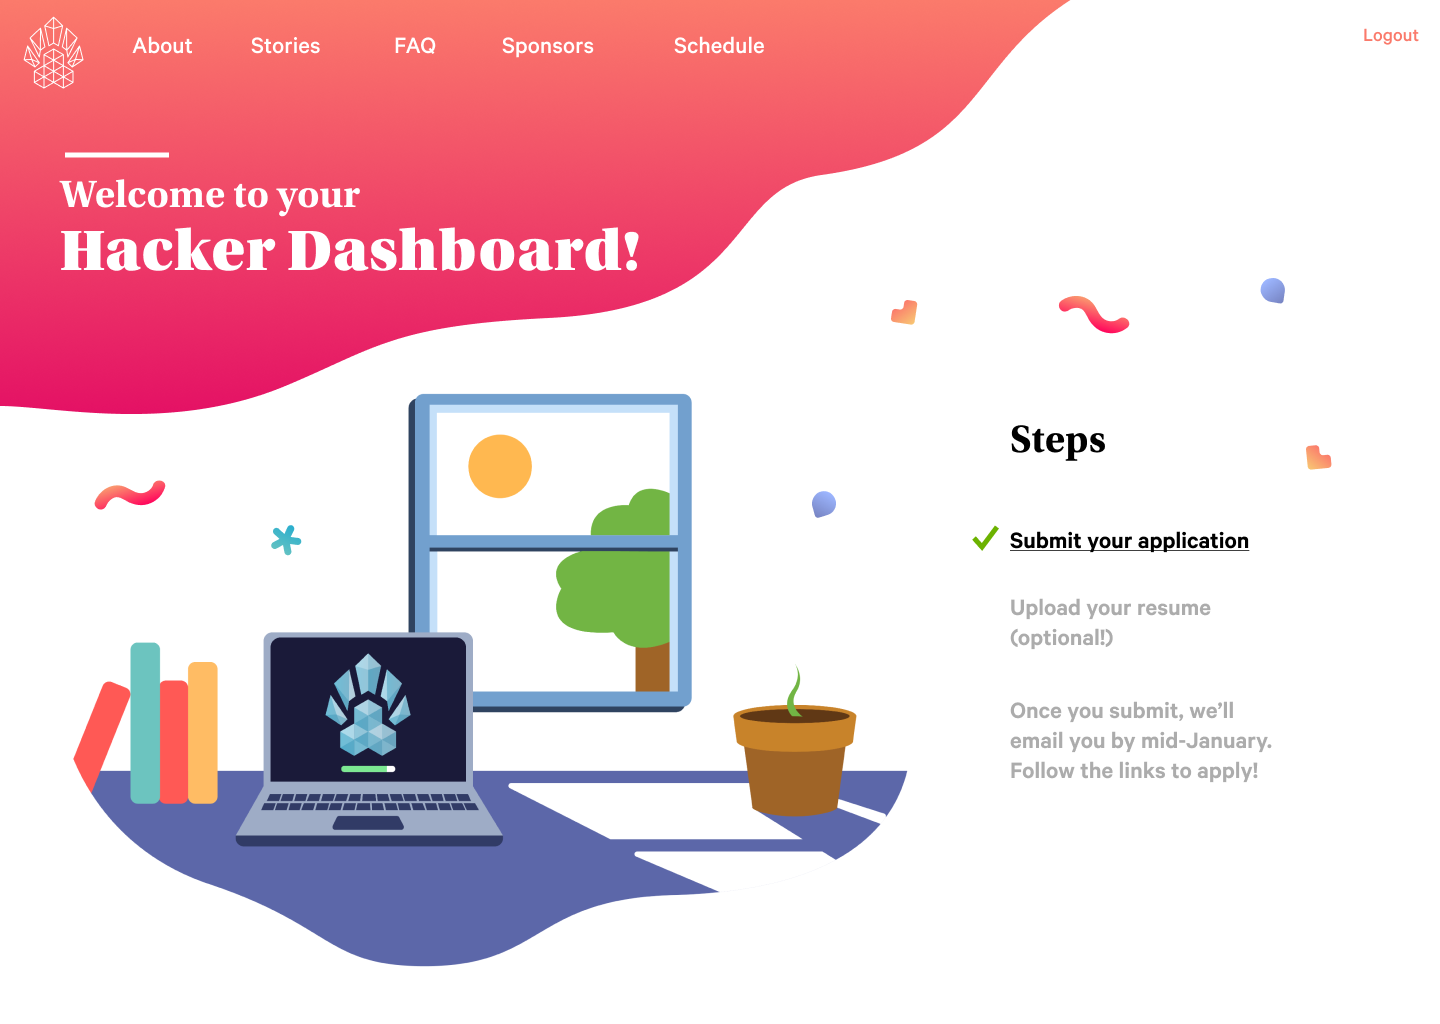 About Stories FAQ Sponsors Schedule Logout
Welcome to your
Hacker Dashboard!
Steps
Submit your application
Upload your resume
(optional!)
Once you submit, we’ll
email you by mid-January.
Follow the links to apply!